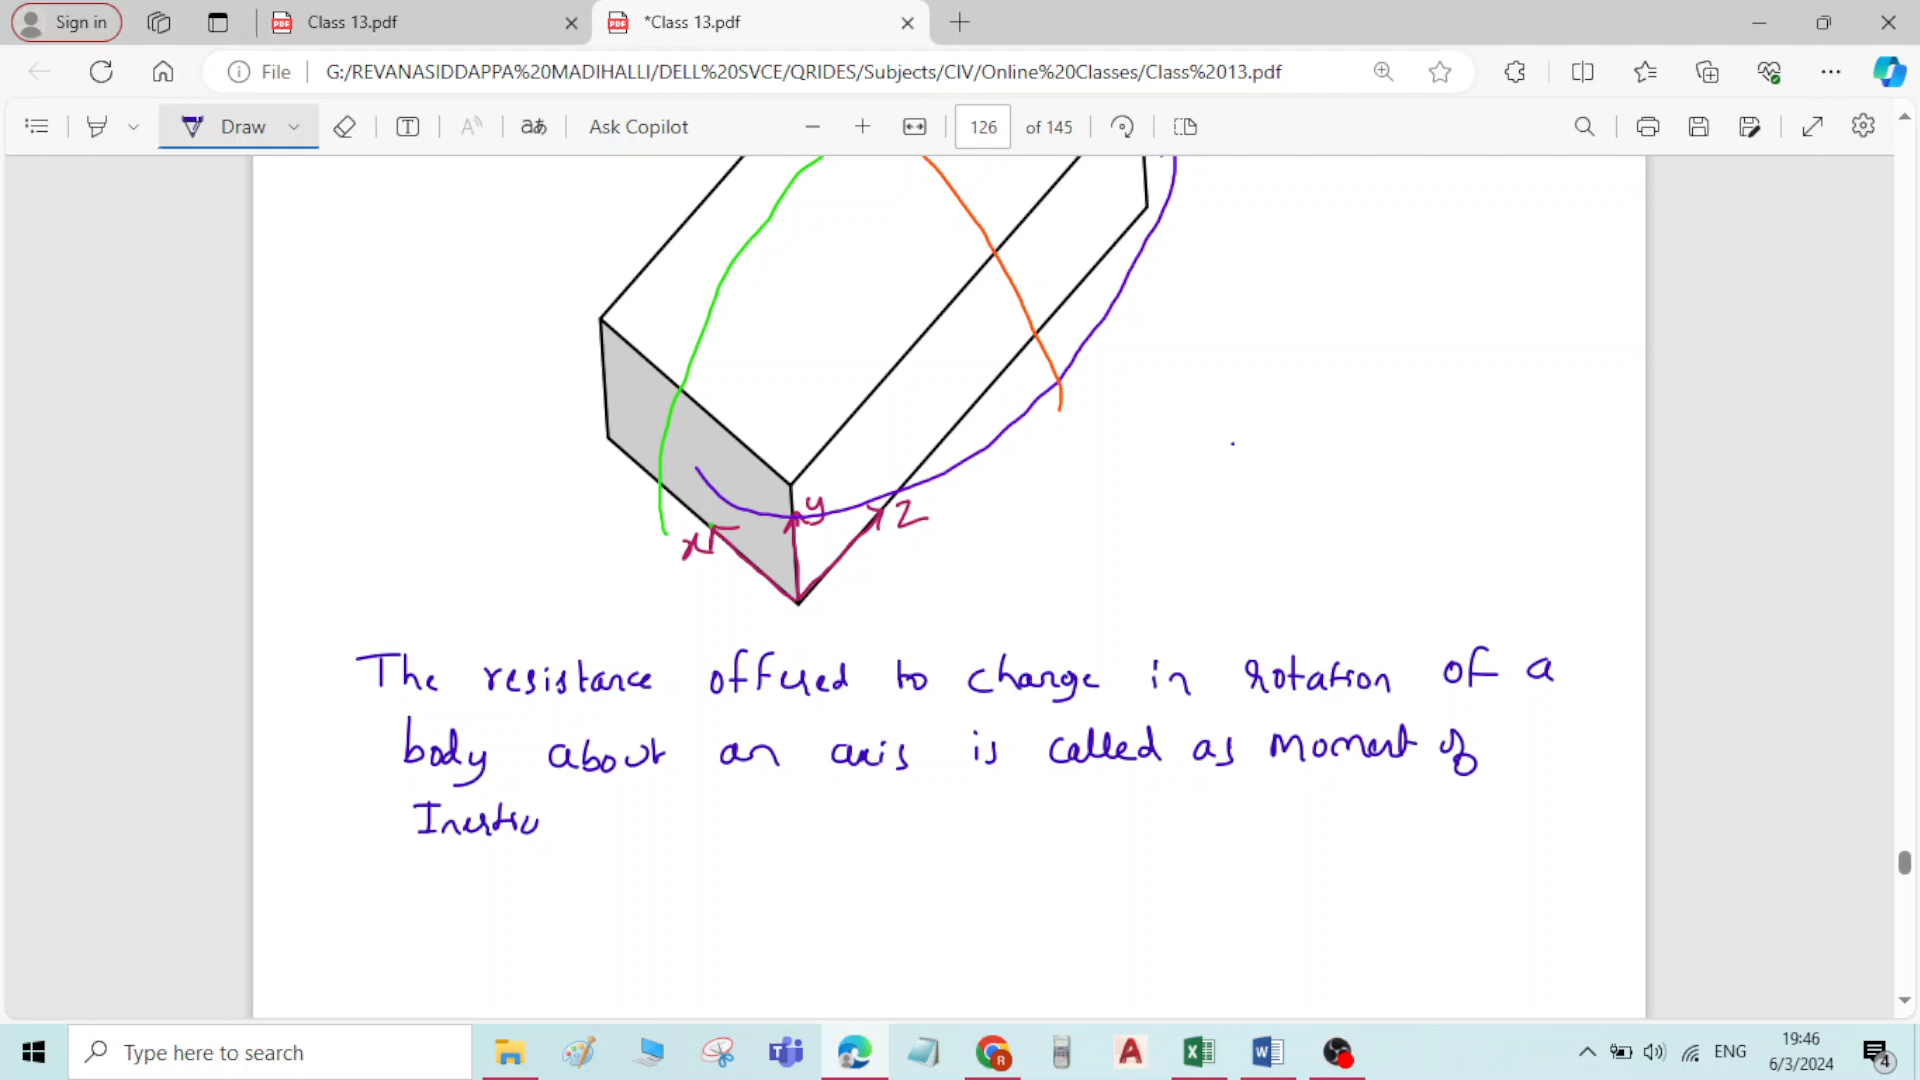 Sign in
Class 13.pdf
*Class 13.pdf
File
G:/REVANASIDDAPPA%20MADIHALLI/DELL%20SVCE/QRIDES/Subjects/CIV/Online%20Classes/Class%2013.pdf
Draw
Ask Copilot
126 of 145
y
z
x
The resistance offered to change in rotation of a
body about an axis is called as Moment of
Inertia
Type here to search
ENG
19:46
6/3/2024
4